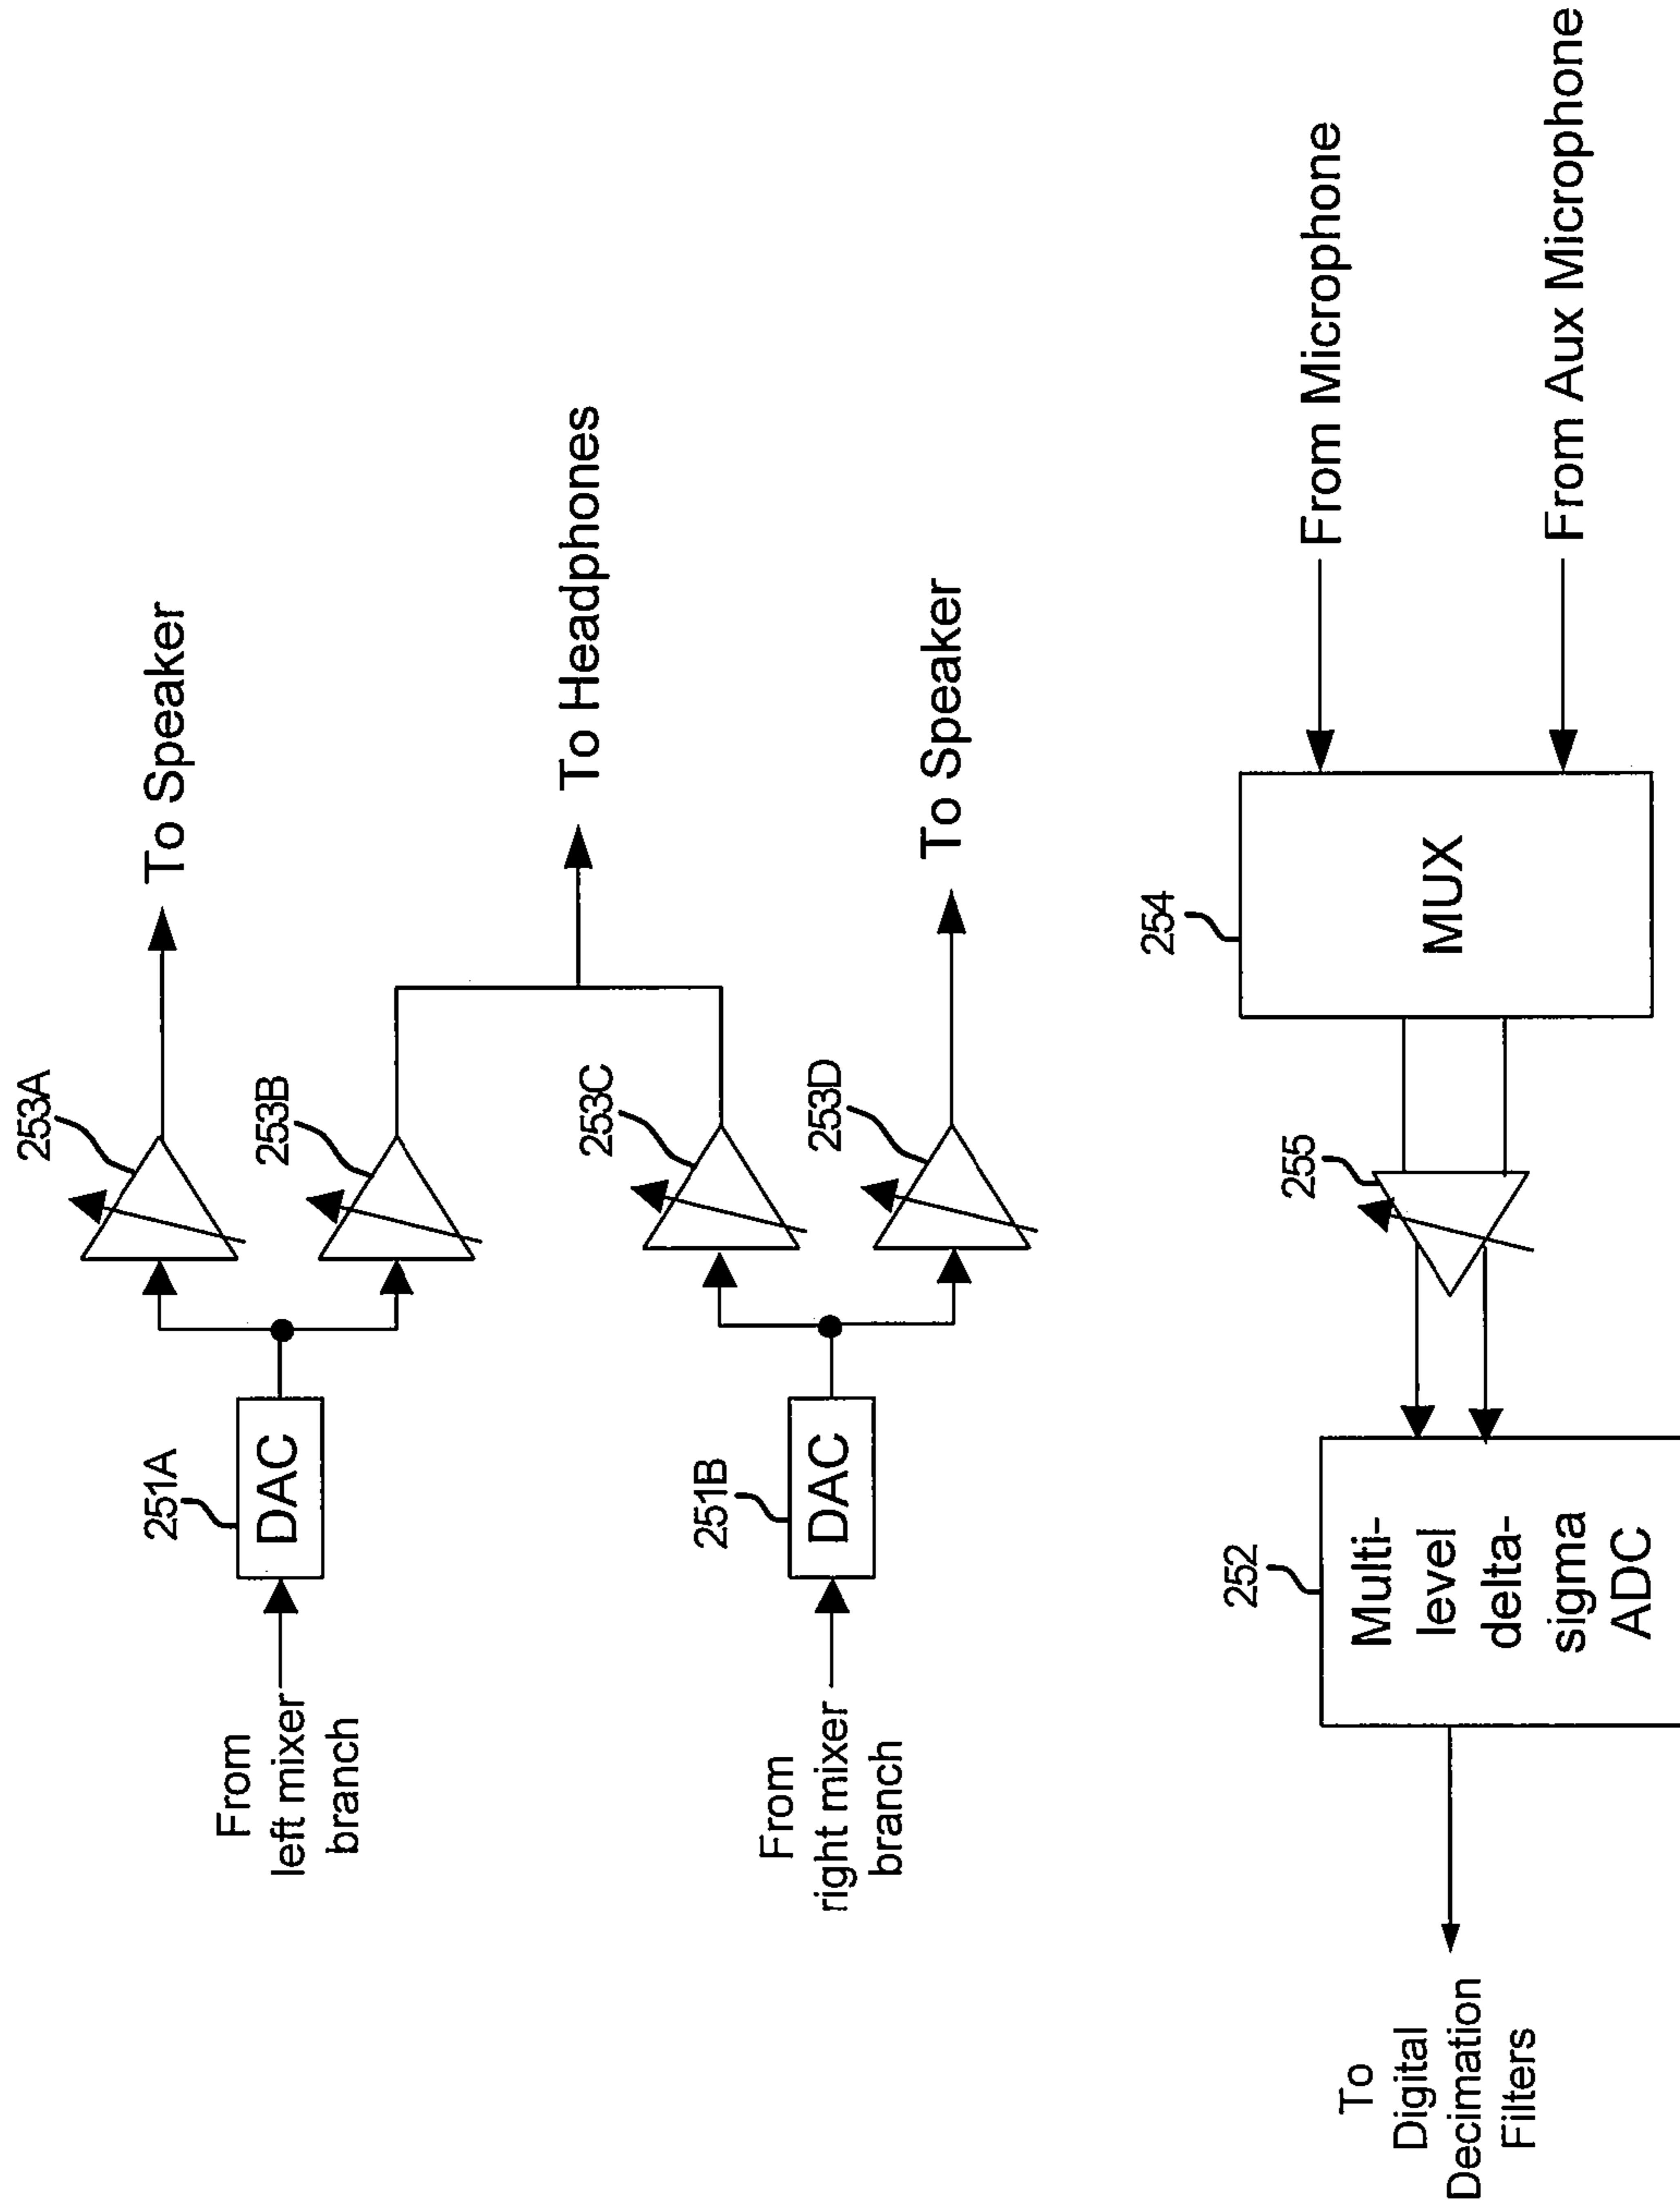 253A
To Speaker
251A
From
left mixer
branch
DAC
253B
To Headphones
253C
251B
From
right mixer
branch
DAC
253D
To Speaker
252
255
254
To
Digital
Decimation
Filters
Multi-
level
delta-
sigma
ADC
MUX
From Microphone
From Aux Microphone